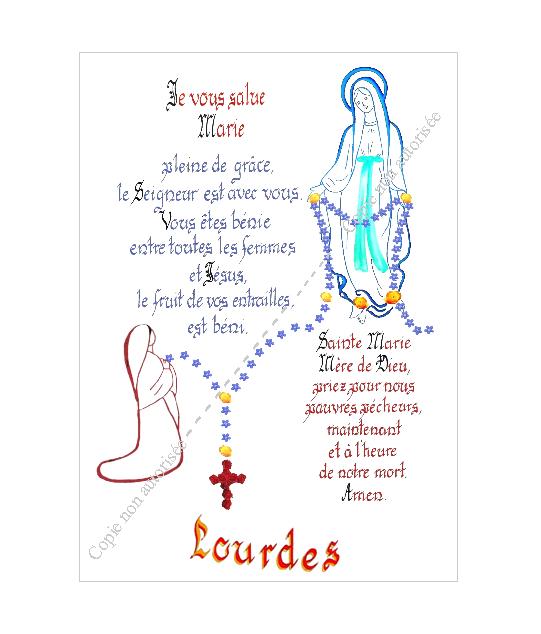 Je vous salue
Marie
pleine de grâce,
le Seigneur est avec vous.
Vous êtes bénie
entre toutes les femmes
et Jésus,
le fruit de vos entrailles,
est béni.
Sainte Marie
Mère de Dieu,
priez pour nous
pauvres pécheurs,
maintenant
et à l'heure
de notre mort.
Amen.
Lourdes
Copie non autorisée
Copie non autorisée